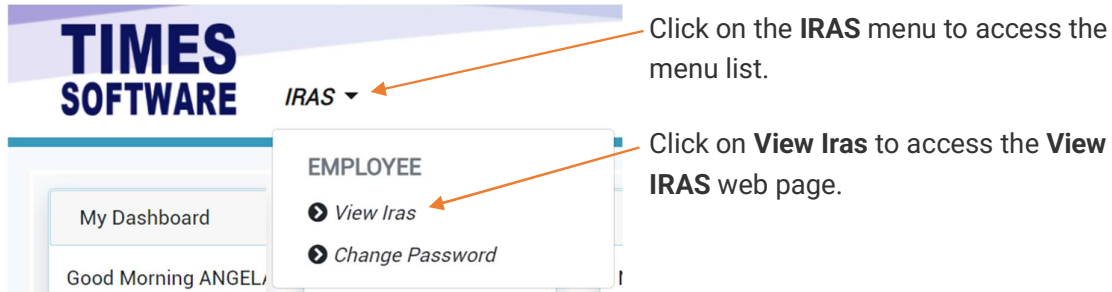 TIMES
SOFTWARE
IRAS
Click on the IRAS menu to access the
menu list.
EMPLOYEE
View Iras
Change Password
Click on View Iras to access the View
IRAS web page.
My Dashboard
Good Morning